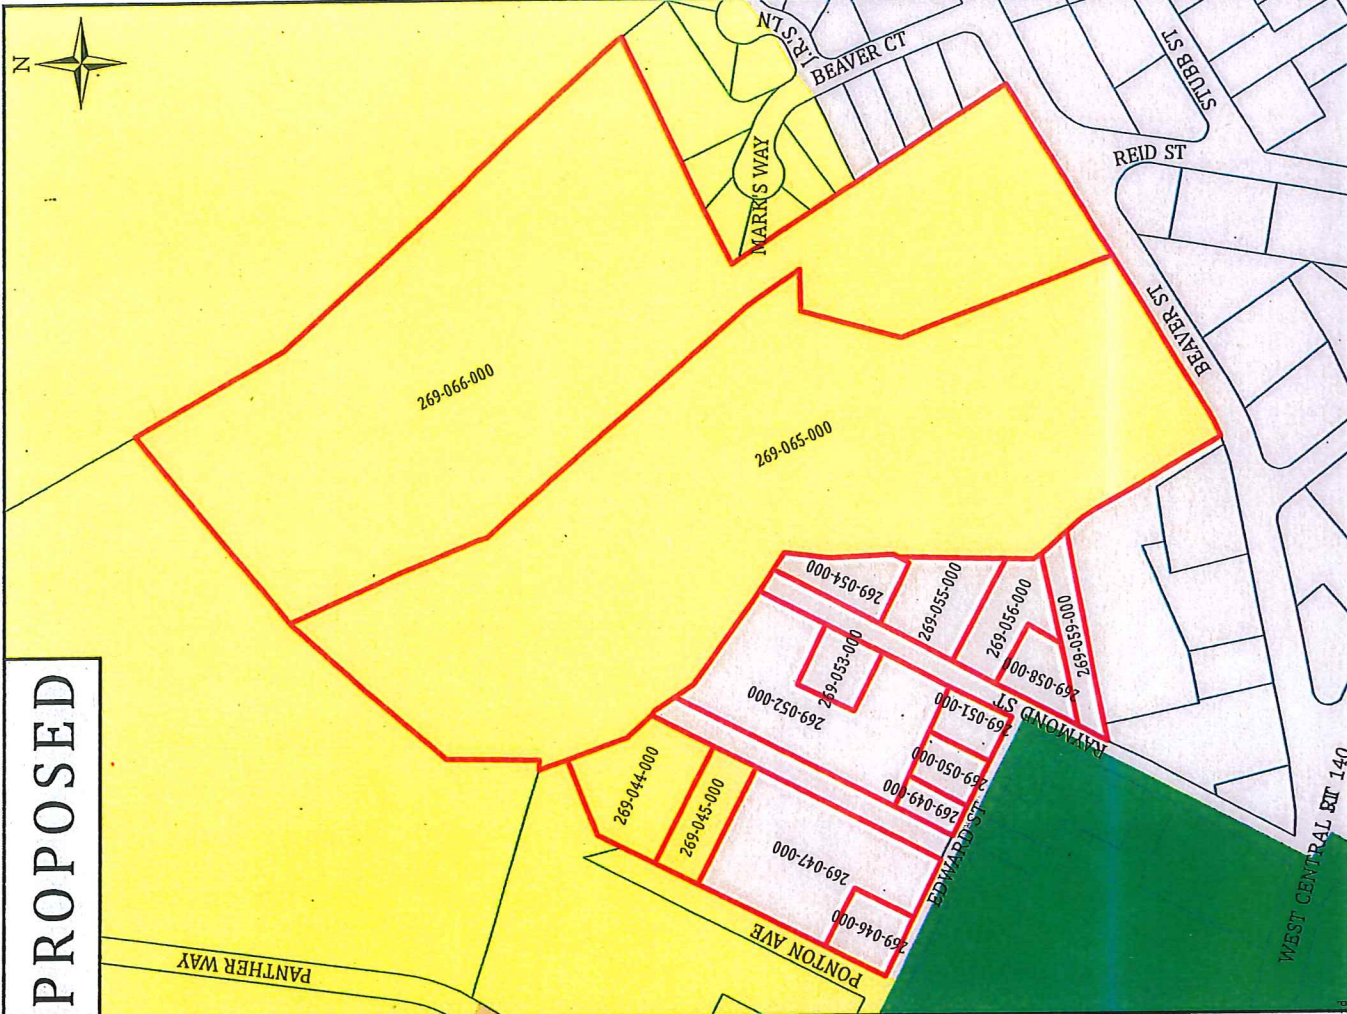 N
PROPOSED
J.R.'S LN
BEAVER CT
STUBB ST
REID ST
MARK'S WAY
BEAVER ST
269-066-000
269-065-000
269-054-000
269-055-000
269-056-000
269-058-000
269-059-000
269-053-000
269-052-000
269-051-000
269-050-000
269-049-000
RAYMOND ST
269-044-000
269-045-000
269-047-000
269-046-000
EDWARD ST
PONTON AVE
PANTHER WAY
WEST CENTRAL ST
RT 140